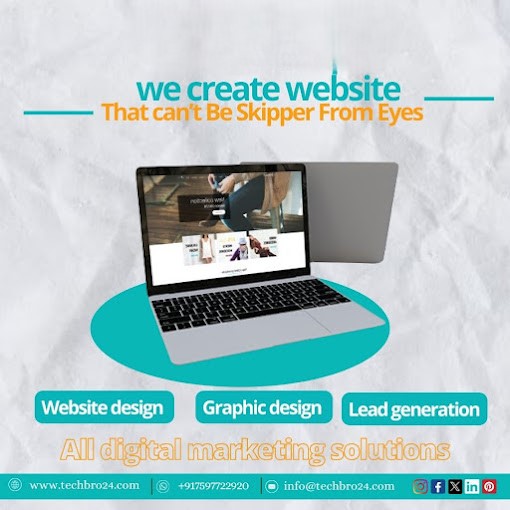 we create website
That can't Be Skipper From Eyes
Website design
Graphic design
Lead generation
All digital marketing solutions
www.techbro24.com
+917597722920
info@techbro24.com